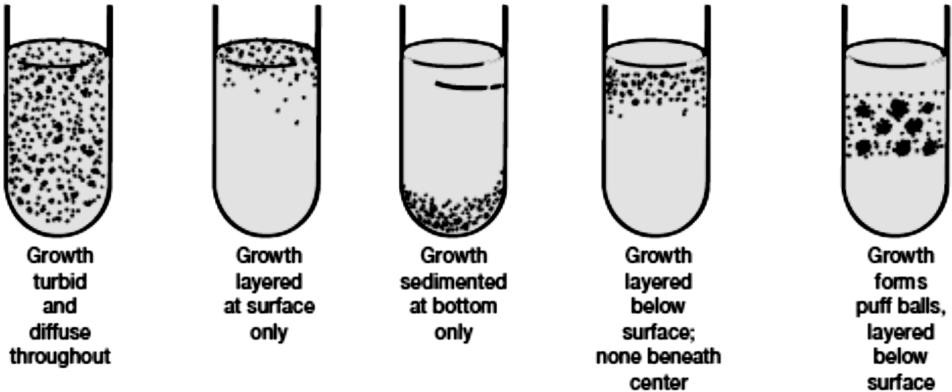 Growth
turbid
and
diffuse
throughout
Growth
layered
at surface
only
Growth
sedimented
at bottom
only
Growth
layered
below
surface;
none beneath
center
Growth
forms
puff balls,
layered
below
surface